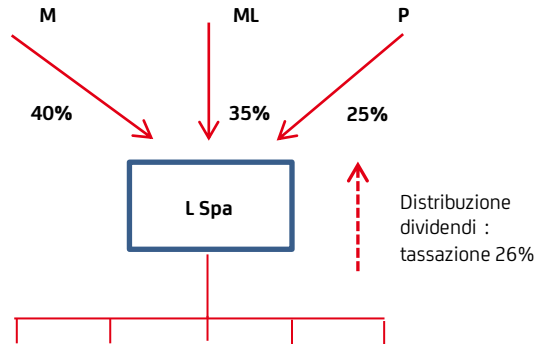 M
ML
P
40%
35%
25%
L Spa
Distribuzione
dividendi :
tassazione 26%